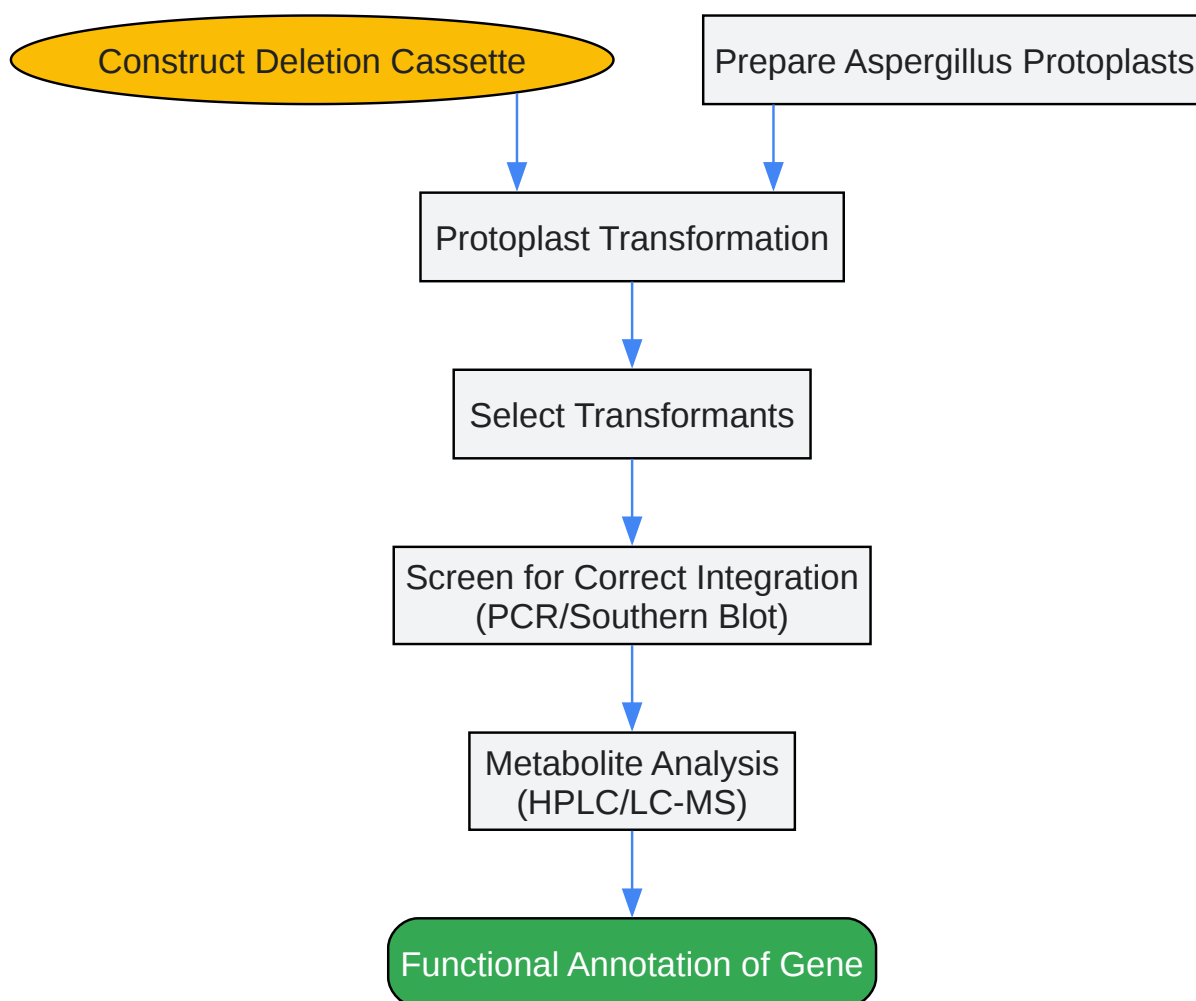 Construct Deletion Cassette
Prepare Aspergillus Protoplasts
Protoplast Transformation
Select Transformants
Screen for Correct Integration
(PCR/Southern Blot)
Metabolite Analysis
(HPLC/LC-MS)
Functional Annotation of Gene